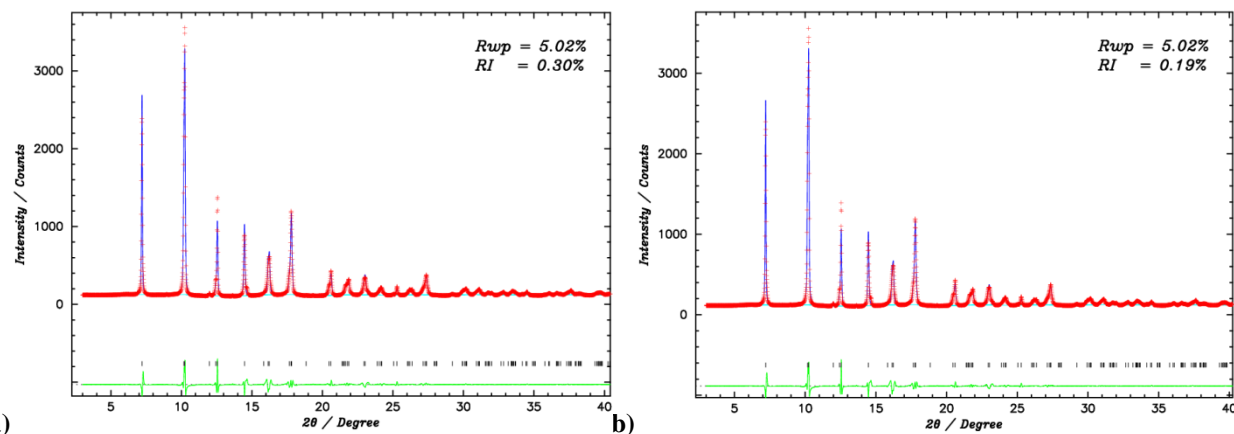 Rwp = 5.02%
RI = 0.30%
3000
2000
1000
0
Intensity / Counts
5 10 15 20 25 30 35 40
2θ / Degree
)
Rwp = 5.02%
RI = 0.19%
3000
2000
1000
0
Intensity / Counts
5 10 15 20 25 30 35 40
2θ / Degree
b)